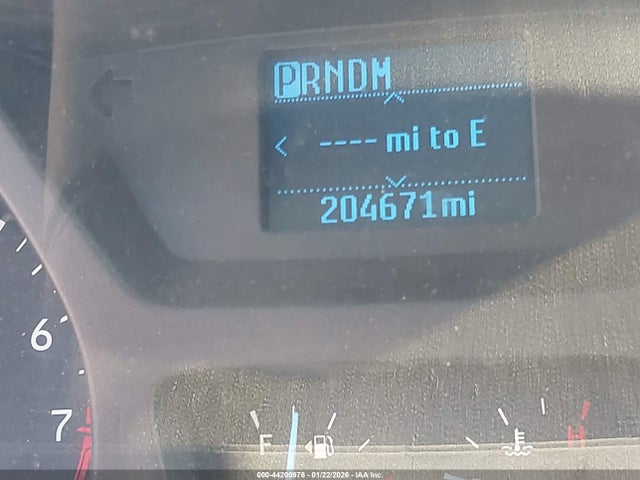 PRNDM
< ---- mi to E
204671mi
6
7
E
H
000-44200976 - 01/22/2026 - IAA Inc.